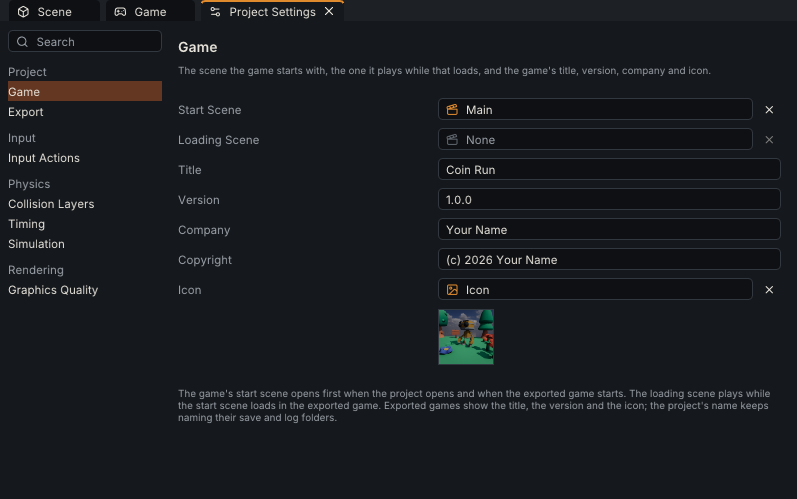 Scene
Game
Project Settings
Search
Project
Game
Export
Input
Input Actions
Physics
Collision Layers
Timing
Simulation
Rendering
Graphics Quality
Game
The scene the game starts with, the one it plays while that loads, and the game's title, version, company and icon.
Start Scene
Main
Loading Scene
None
Title
Coin Run
Version
1.0.0
Company
Your Name
Copyright
(c) 2026 Your Name
Icon
Icon
The game's start scene opens first when the project opens and when the exported game starts. The loading scene plays while
the start scene loads in the exported game. Exported games show the title, the version and the icon; the project's name keeps
naming their save and log folders.